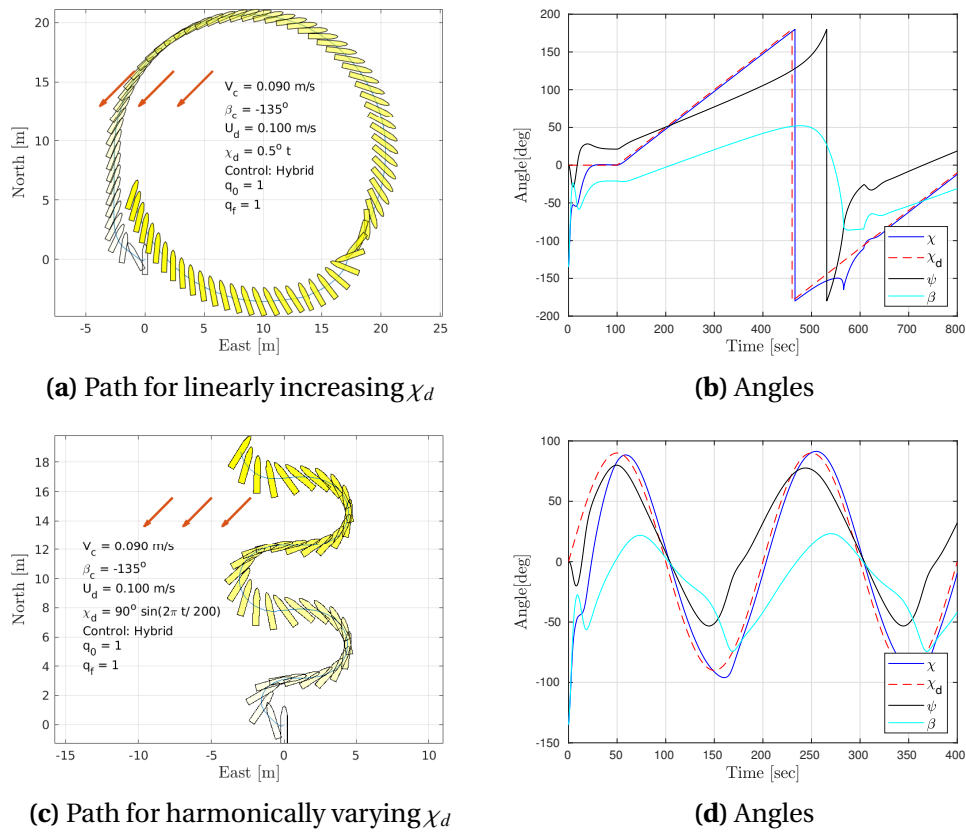 North [m]
20
15
10
5
0
-5
0
5
10
15
20
25
East [m]
V_c = 0.090 m/s
β_c = -135°
U_d = 0.100 m/s
χ_d = 0.5° t
Control: Hybrid
q_0 = 1
q_f = 1
(a) Path for linearly increasing χ_d
Angle[deg]
200
150
100
50
0
-50
-100
-150
-200
0
100
200
300
400
500
600
700
800
Time [sec]
χ
χ_d
ψ
β
(b) Angles
North [m]
18
16
14
12
10
8
6
4
2
0
-15
-10
-5
0
5
10
East [m]
V_c = 0.090 m/s
β_c = -135°
U_d = 0.100 m/s
χ_d = 90° sin(2π t/ 200)
Control: Hybrid
q_0 = 1
q_f = 1
(c) Path for harmonically varying χ_d
Angle[deg]
100
50
0
-50
-100
-150
0
50
100
150
200
250
300
350
400
Time [sec]
χ
χ_d
ψ
β
(d) Angles